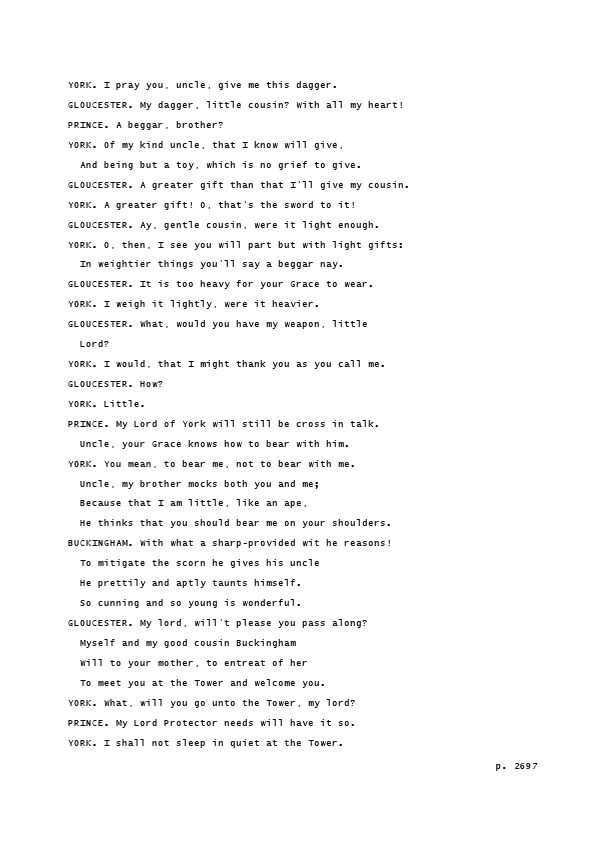 YORK. I pray you, uncle, give me this dagger.
GLOUCESTER. My dagger, little cousin? With all my heart!
PRINCE. A beggar, brother?
YORK. Of my kind uncle, that I know will give,
And being but a toy, which is no grief to give.
GLOUCESTER. A greater gift than that I'll give my cousin.
YORK. A greater gift! O, that's the sword to it!
GLOUCESTER. Ay, gentle cousin, were it light enough.
YORK. O, then, I see you will part but with light gifts:
In weightier things you'll say a beggar nay.
GLOUCESTER. It is too heavy for your Grace to wear.
YORK. I weigh it lightly, were it heavier.
GLOUCESTER. What, would you have my weapon, little
Lord?
YORK. I would, that I might thank you as you call me.
GLOUCESTER. How?
YORK. Little.
PRINCE. My Lord of York will still be cross in talk.
Uncle, your Grace knows how to bear with him.
YORK. You mean, to bear me, not to bear with me.
Uncle, my brother mocks both you and me;
Because that I am little, like an ape,
He thinks that you should bear me on your shoulders.
BUCKINGHAM. With what a sharp-provided wit he reasons!
To mitigate the scorn he gives his uncle
He prettily and aptly taunts himself.
So cunning and so young is wonderful.
GLOUCESTER. My lord, will't please you pass along?
Myself and my good cousin Buckingham
Will to your mother, to entreat of her
To meet you at the Tower and welcome you.
YORK. What, will you go unto the Tower, my lord?
PRINCE. My Lord Protector needs will have it so.
YORK. I shall not sleep in quiet at the Tower.
p. 2697